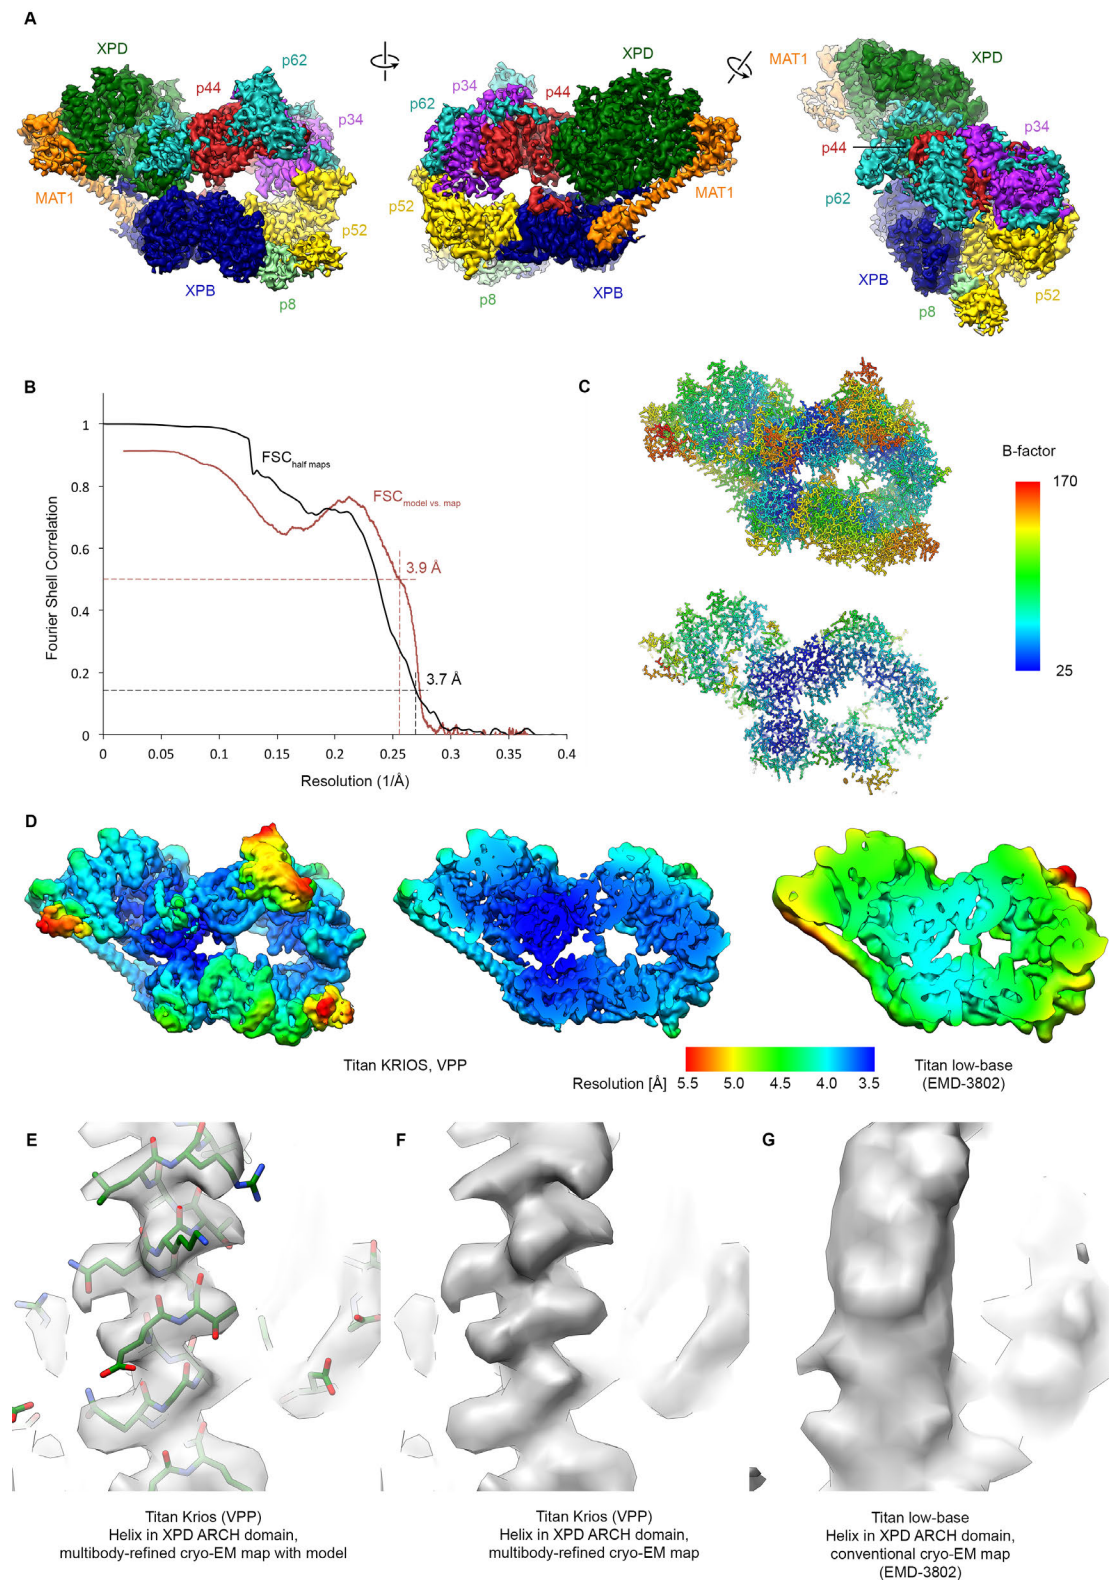 A
XPD
p44
p62
p34
MAT1
p52
XPB
p8
p62
p34
p44
XPD
p52
MAT1
p8
XPB
MAT1
XPD
p44
p34
p62
XPB
p8
p52
B
1
0.8
0.6
0.4
0.2
0
Fourier Shell Correlation
FSC half maps
FSC model vs. map
3.9 Å
3.7 Å
0 0.05 0.1 0.15 0.2 0.25 0.3 0.35 0.4
Resolution (1/Å)
C
B-factor
170
25
D
Titan KRIOS, VPP
Resolution [Å] 5.5 5.0 4.5 4.0 3.5
Titan low-base
(EMD-3802)
E
F
G
Titan Krios (VPP)
Helix in XPD ARCH domain,
multibody-refined cryo-EM map with model
Titan Krios (VPP)
Helix in XPD ARCH domain,
multibody-refined cryo-EM map
Titan low-base
Helix in XPD ARCH domain,
conventional cryo-EM map
(EMD-3802)